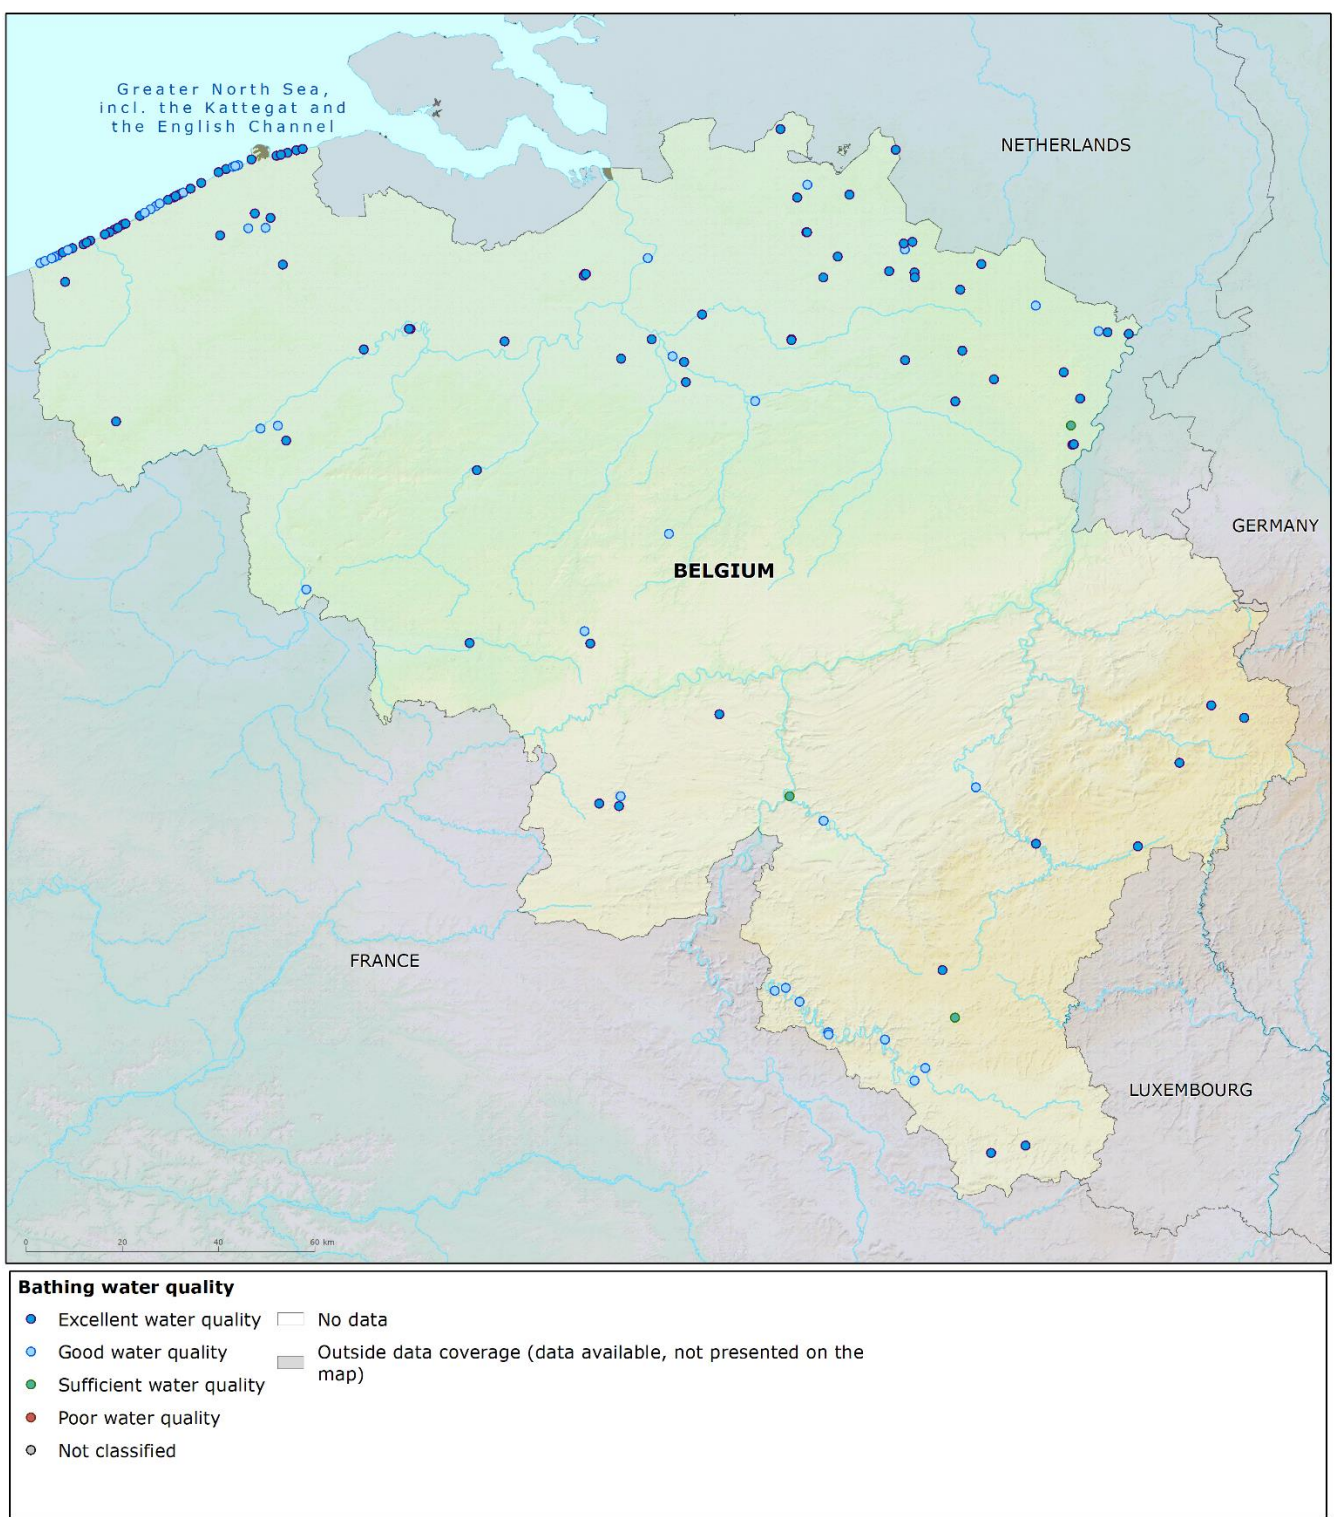 Greater North Sea,
incl. the Kattegat and
the English Channel
NETHERLANDS
GERMANY
BELGIUM
FRANCE
LUXEMBOURG
0 20 40 60 km
Bathing water quality
Excellent water quality
Good water quality
Sufficient water quality
Poor water quality
Not classified
No data
Outside data coverage (data available, not presented on the
map)